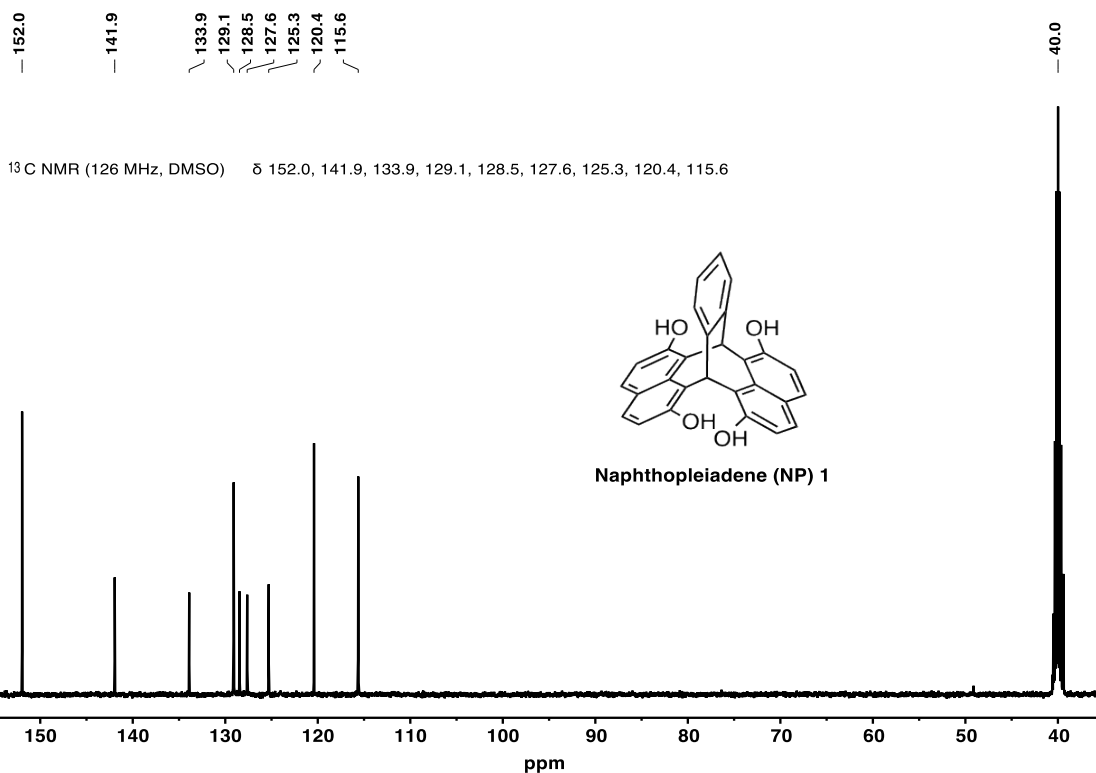 152.0
141.9
133.9
129.1
128.5
127.6
125.3
120.4
115.6
40.0
13C NMR (126 MHz, DMSO) δ 152.0, 141.9, 133.9, 129.1, 128.5, 127.6, 125.3, 120.4, 115.6
HO OH
OH
OH
Naphthopleiadene (NP) 1
150 140 130 120 110 100 90 80 70 60 50 40
ppm